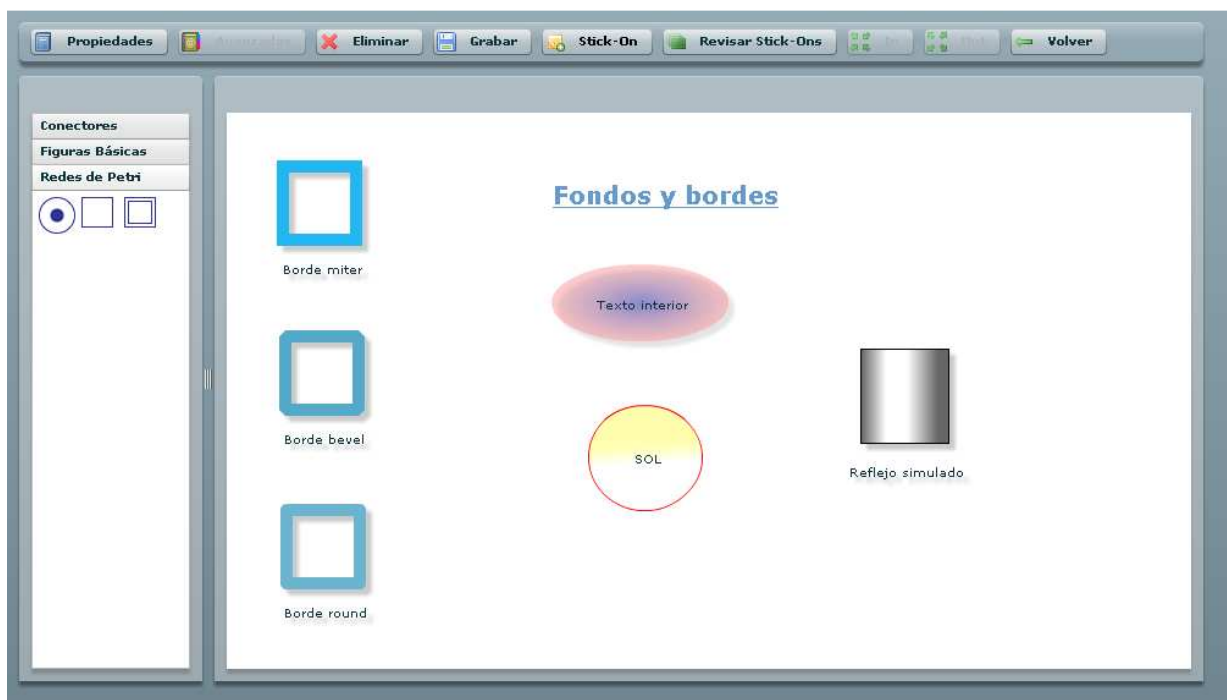 Propiedades Eliminar Grabar Stick-On Revisar Stick-Ons Volver
Conectores
Figuras Básicas
Redes de Petri
Fondos y bordes
Borde miter
Texto interior
Borde bevel
SOL
Reflejo simulado
Borde round